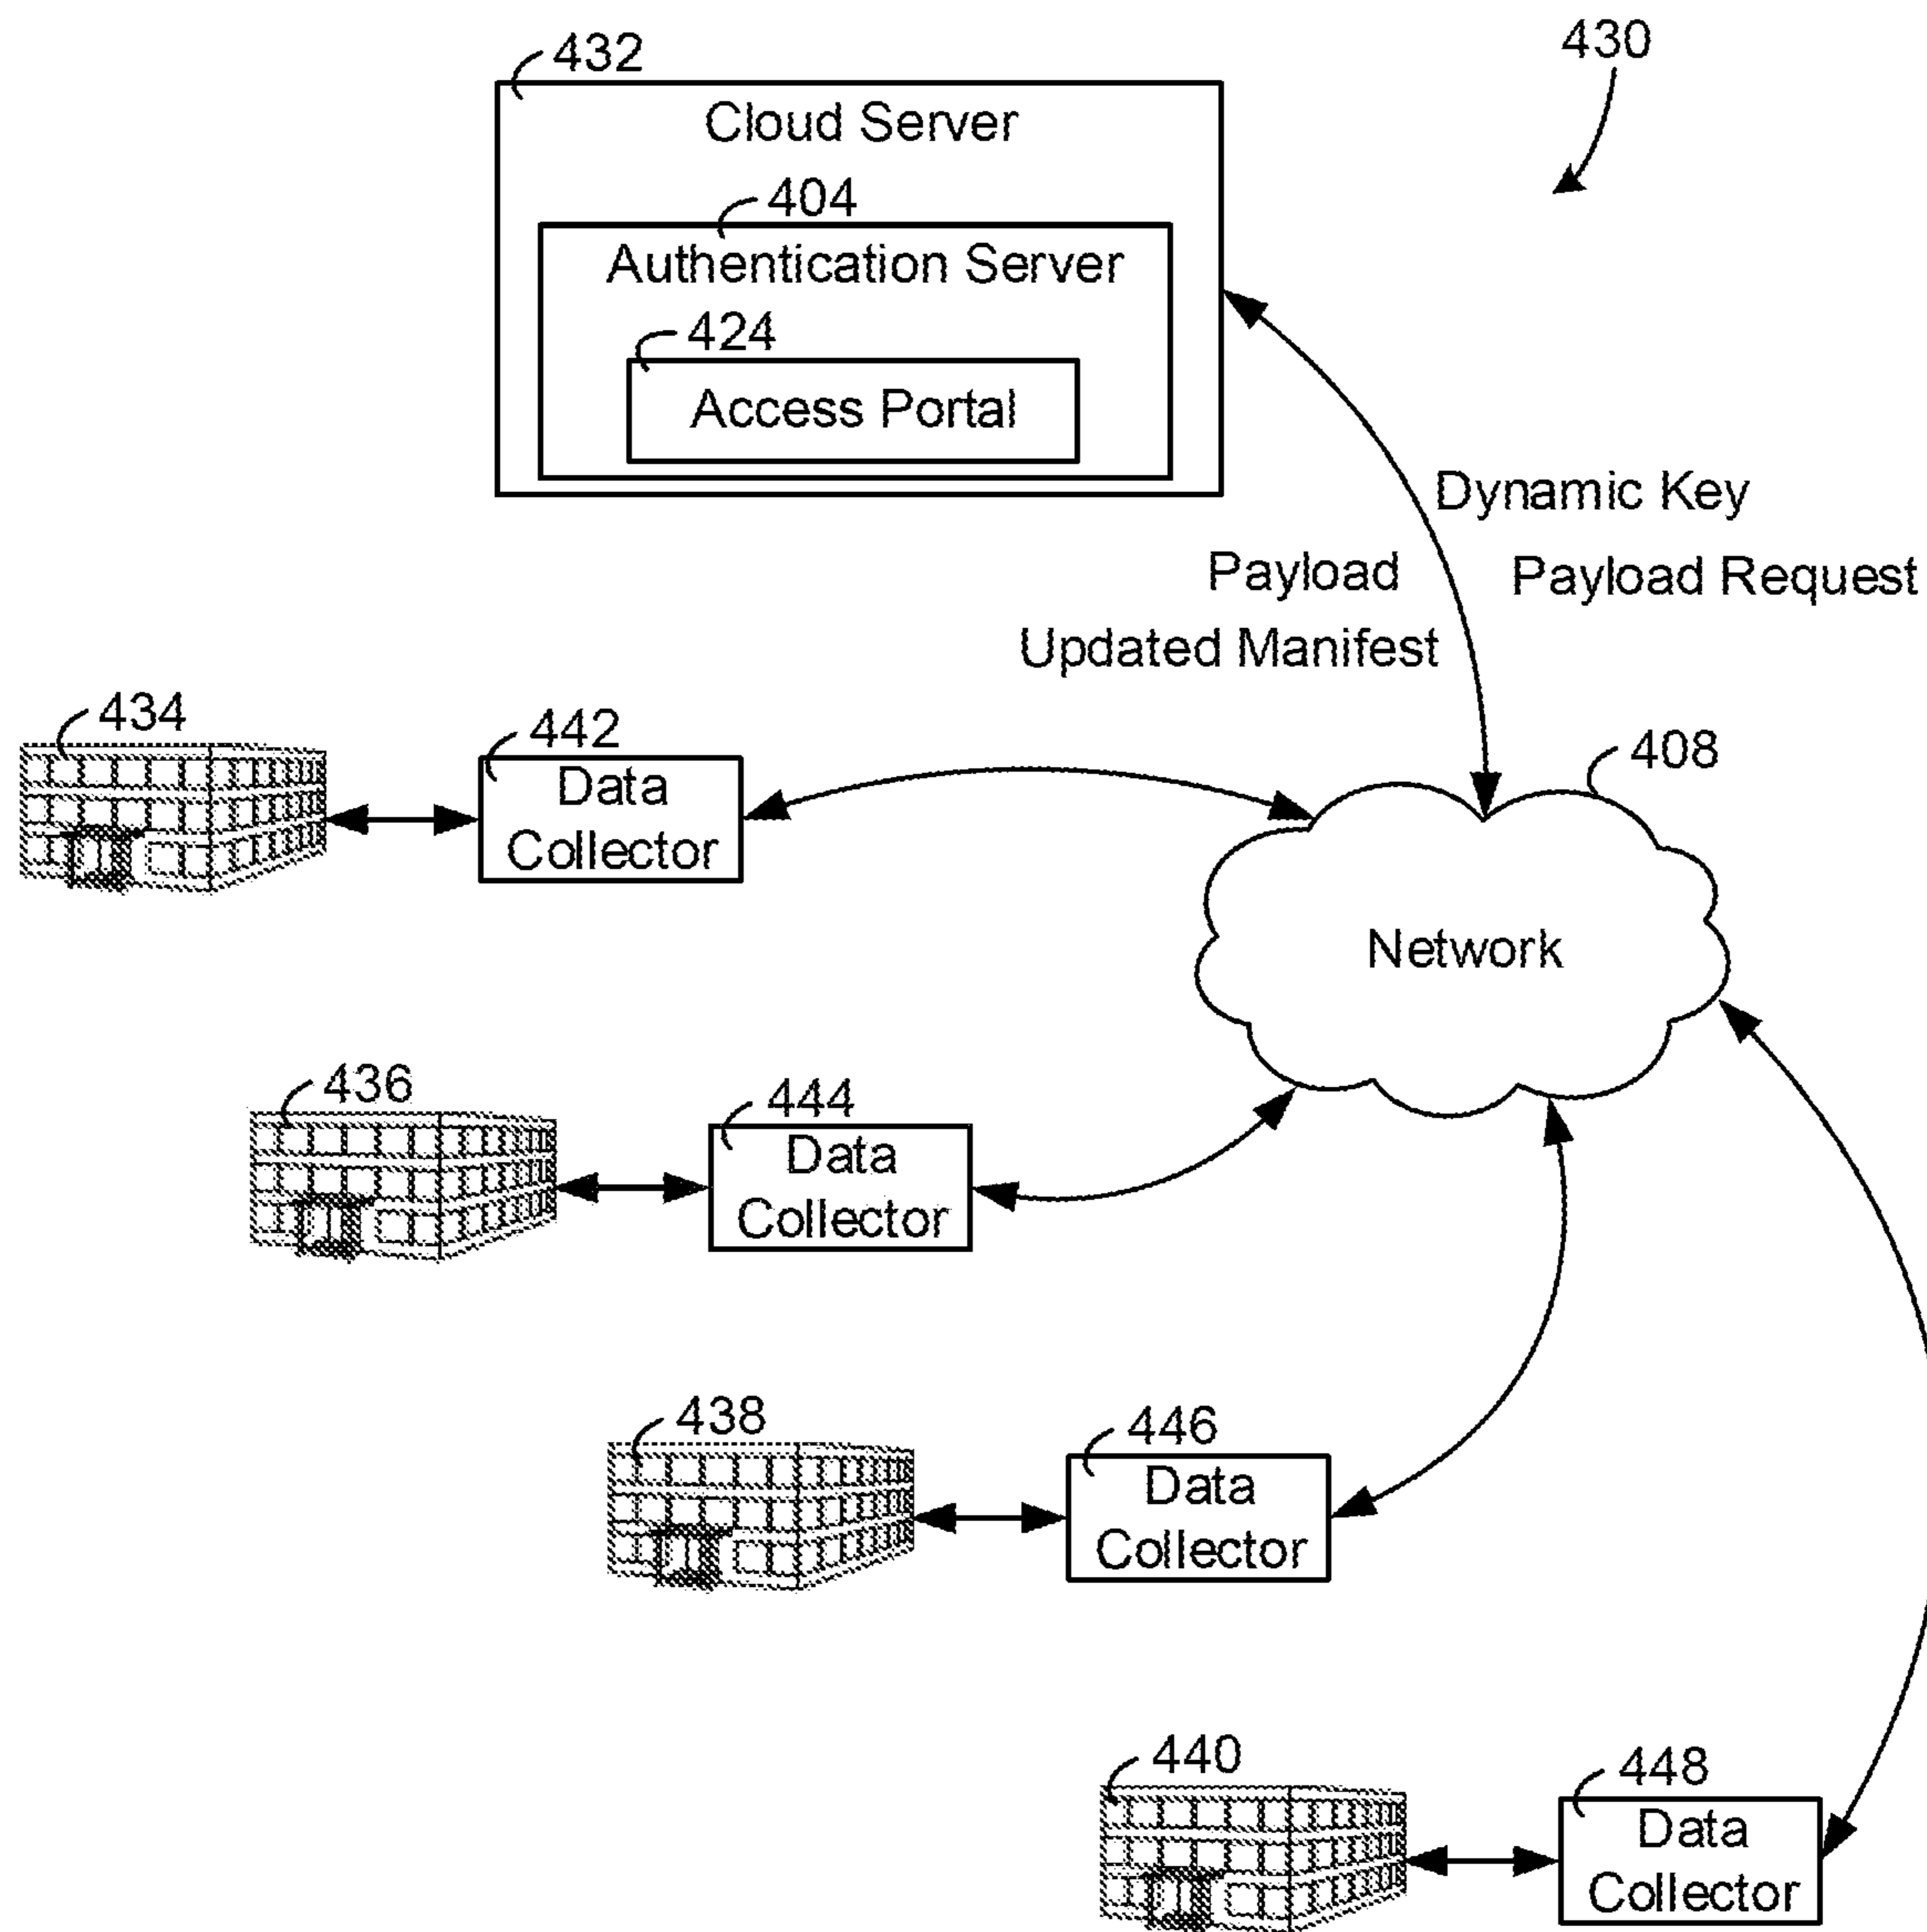 430
432
Cloud Server
404
Authentication Server
424
Access Portal
Dynamic Key
Payload
Payload Request
Updated Manifest
434
442
Data
Collector
408
Network
436
444
Data
Collector
438
446
Data
Collector
440
448
Data
Collector